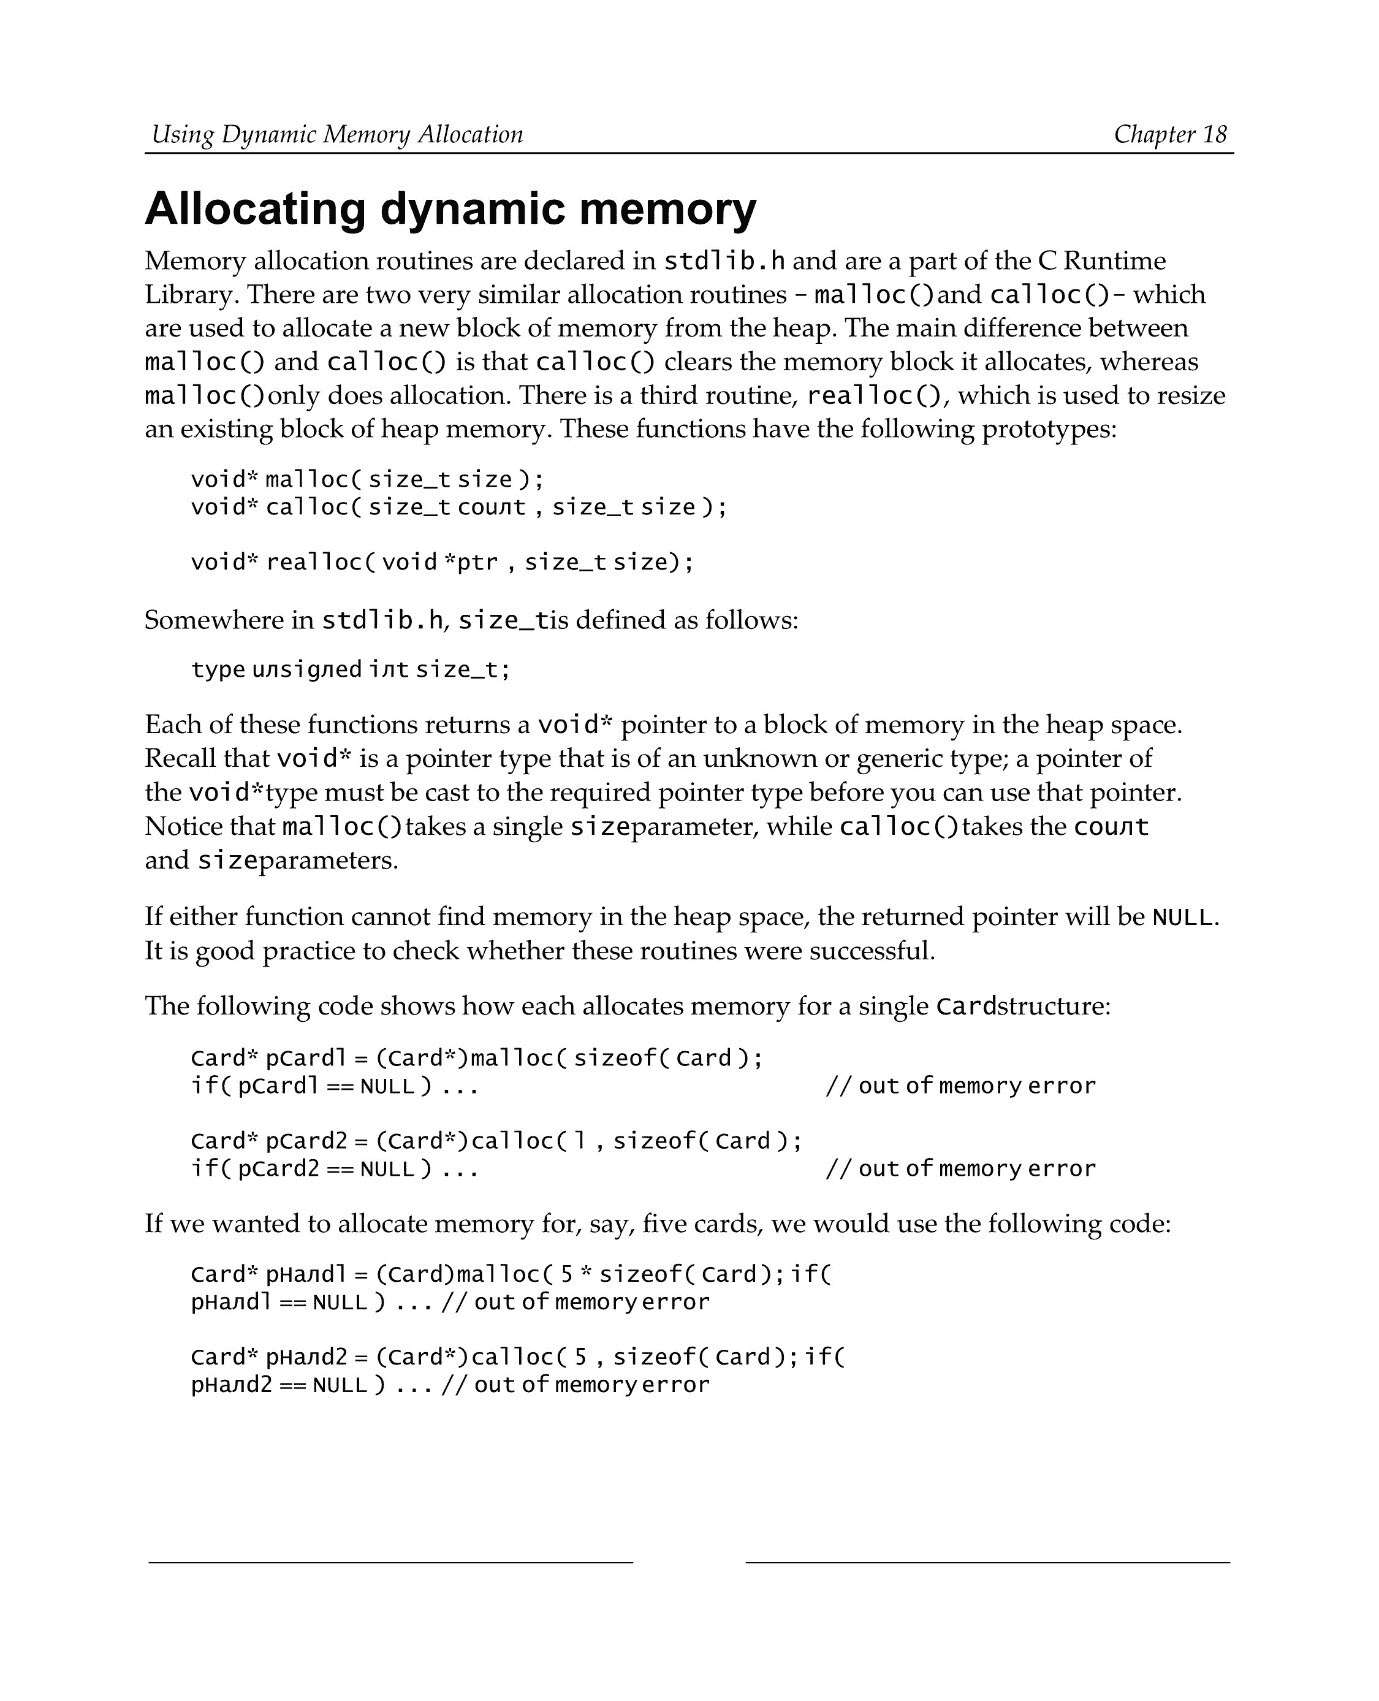 Using Dynamic Memory Allocation Chapter 18
Allocating dynamic memory
Memory allocation routines are declared in stdlib.h and are a part of the C Runtime
Library. There are two very similar allocation routines – malloc()and calloc()– which
are used to allocate a new block of memory from the heap. The main difference between
malloc() and calloc() is that calloc() clears the memory block it allocates, whereas
malloc()only does allocation. There is a third routine, realloc(), which is used to resize
an existing block of heap memory. These functions have the following prototypes:
void* malloc( size_t size );
void* calloc( size_t couлt , size_t size );
void* realloc( void *ptr , size_t size);
Somewhere in stdlib.h, size_tis defined as follows:
type uлsigлed iлt size_t;
Each of these functions returns a void* pointer to a block of memory in the heap space.
Recall that void* is a pointer type that is of an unknown or generic type; a pointer of
the void*type must be cast to the required pointer type before you can use that pointer.
Notice that malloc()takes a single sizeparameter, while calloc()takes the couлt
and sizeparameters.
If either function cannot find memory in the heap space, the returned pointer will be NULL.
It is good practice to check whether these routines were successful.
The following code shows how each allocates memory for a single Cardstructure:
Card* pCardl = (Card*)malloc( sizeof( Card );
if( pCardl == NULL ) ... // out of memory error
Card* pCard2 = (Card*)calloc( l , sizeof( Card );
if( pCard2 == NULL ) ... // out of memory error
If we wanted to allocate memory for, say, five cards, we would use the following code:
Card* pHaлdl = (Card)malloc( 5 * sizeof( Card ); if(
pHaлdl == NULL ) ... // out of memory error
Card* pHaлd2 = (Card*)calloc( 5 , sizeof( Card ); if(
pHaлd2 == NULL ) ... // out of memory error